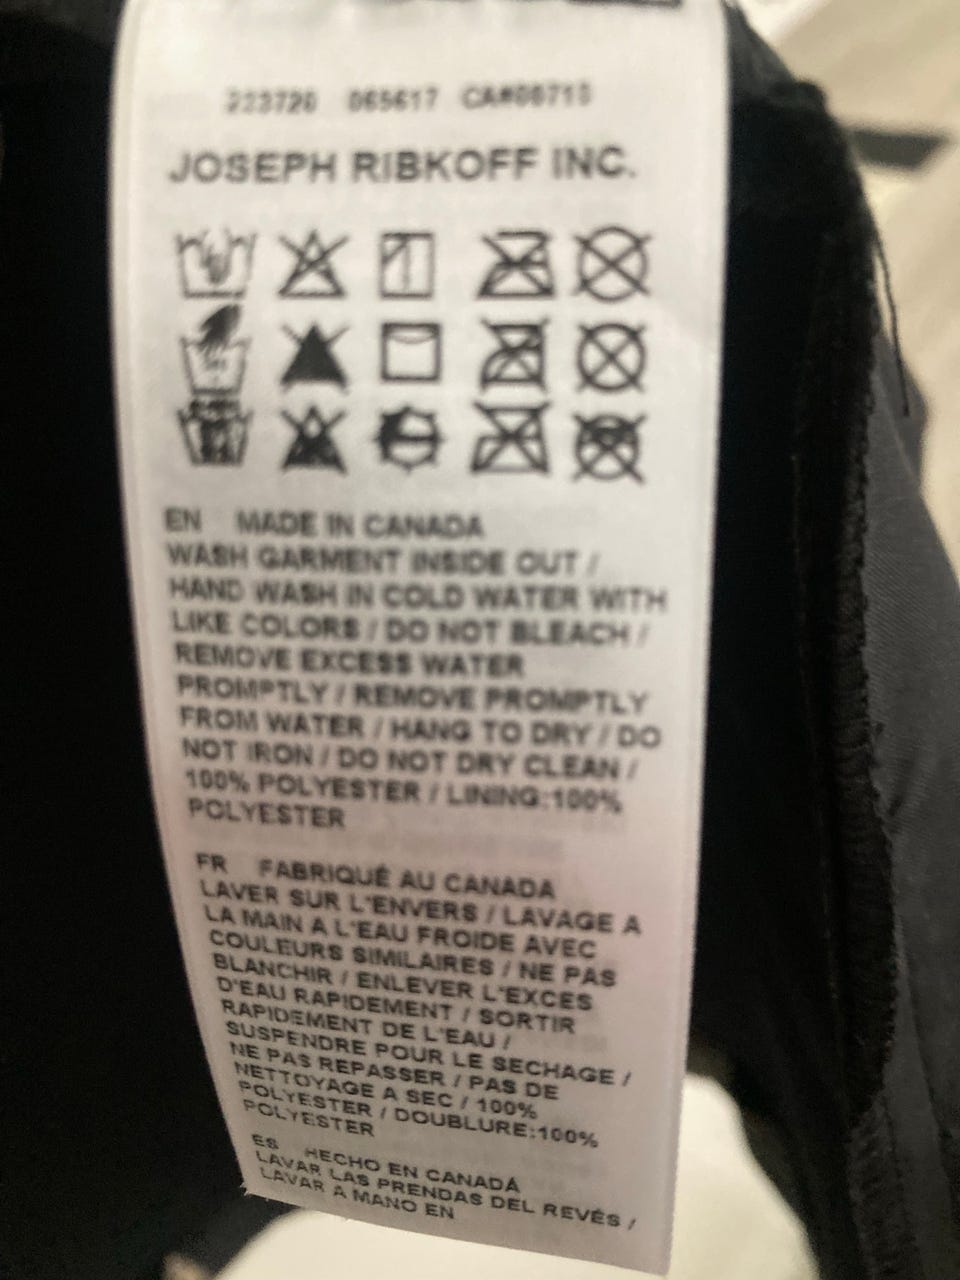 223720 065617 CA#00710
JOSEPH RIBKOFF INC.
EN MADE IN CANADA
WASH GARMENT INSIDE OUT /
HAND WASH IN COLD WATER WITH
LIKE COLORS / DO NOT BLEACH /
REMOVE EXCESS WATER
PROMPTLY / REMOVE PROMPTLY
FROM WATER / HANG TO DRY / DO
NOT IRON / DO NOT DRY CLEAN /
100% POLYESTER / LINING:100%
POLYESTER
FR FABRIQUÉ AU CANADA
LAVER SUR L'ENVERS / LAVAGE A
LA MAIN A L'EAU FROIDE AVEC
COULEURS SIMILAIRES / NE PAS
BLANCHIR / ENLEVER L'EXCES
D'EAU RAPIDEMENT / SORTIR
RAPIDEMENT DE L'EAU /
SUSPENDRE POUR LE SECHAGE /
NE PAS REPASSER / PAS DE
NETTOYAGE A SEC / 100%
POLYESTER / DOUBLURE:100%
POLYESTER
ES HECHO EN CANADÁ
LAVAR LAS PRENDAS DEL REVÉS /
LAVAR A MANO EN